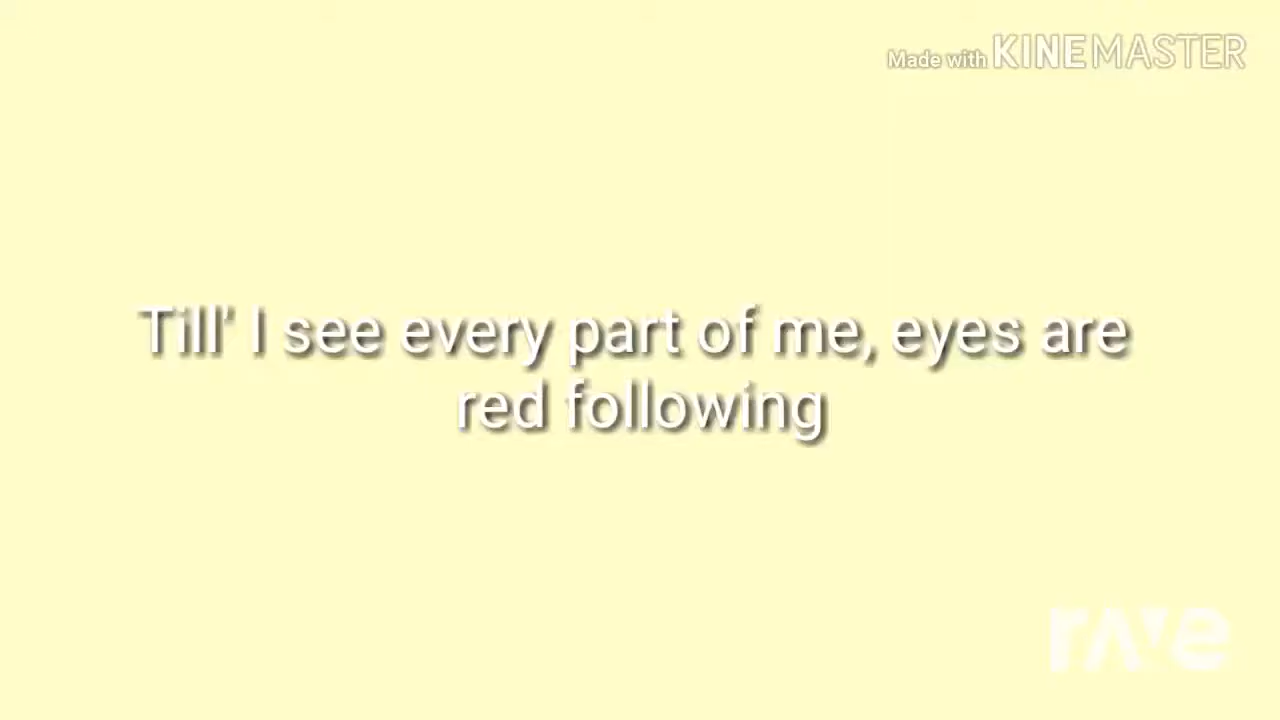 Made with KINEMASTER
Till' I see every part of me, eyes are
red following
rave